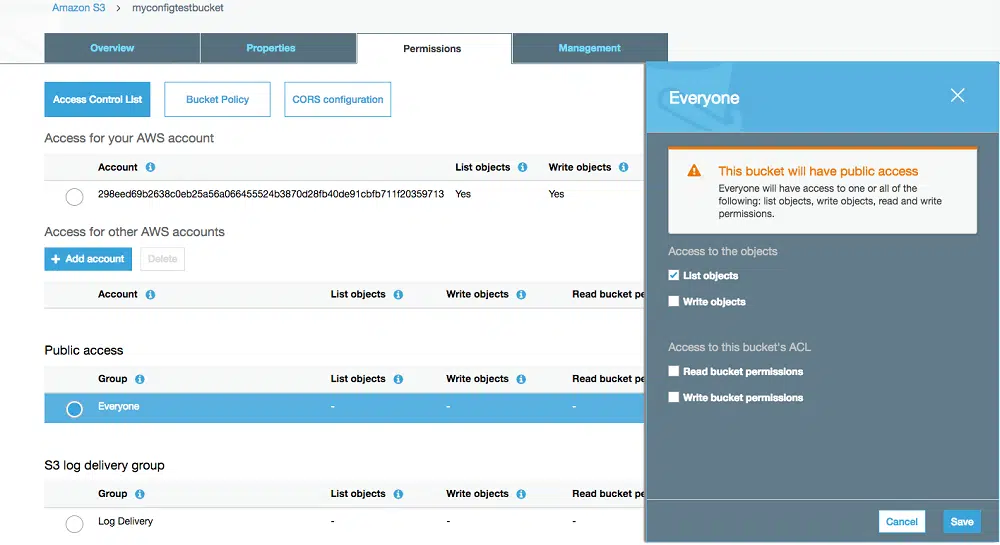 Amazon S3 > myconfigtestbucket
Overview Properties Permissions Management
Access Control List Bucket Policy CORS configuration
Access for your AWS account
Account List objects Write objects
298eed69b2638c0eb25a56a066455524b3870d28fb40de91cbfb711f20359713 Yes Yes
Access for other AWS accounts
+ Add account Delete
Account List objects Write objects Read bucket pe
Public access
Group List objects Write objects Read bucket pe
Everyone - - -
S3 log delivery group
Group List objects Write objects Read bucket pe
Log Delivery - - -
Everyone
This bucket will have public access
Everyone will have access to one or all of the
following: list objects, write objects, read and write
permissions.
Access to the objects
List objects
Write objects
Access to this bucket's ACL
Read bucket permissions
Write bucket permissions
Cancel Save